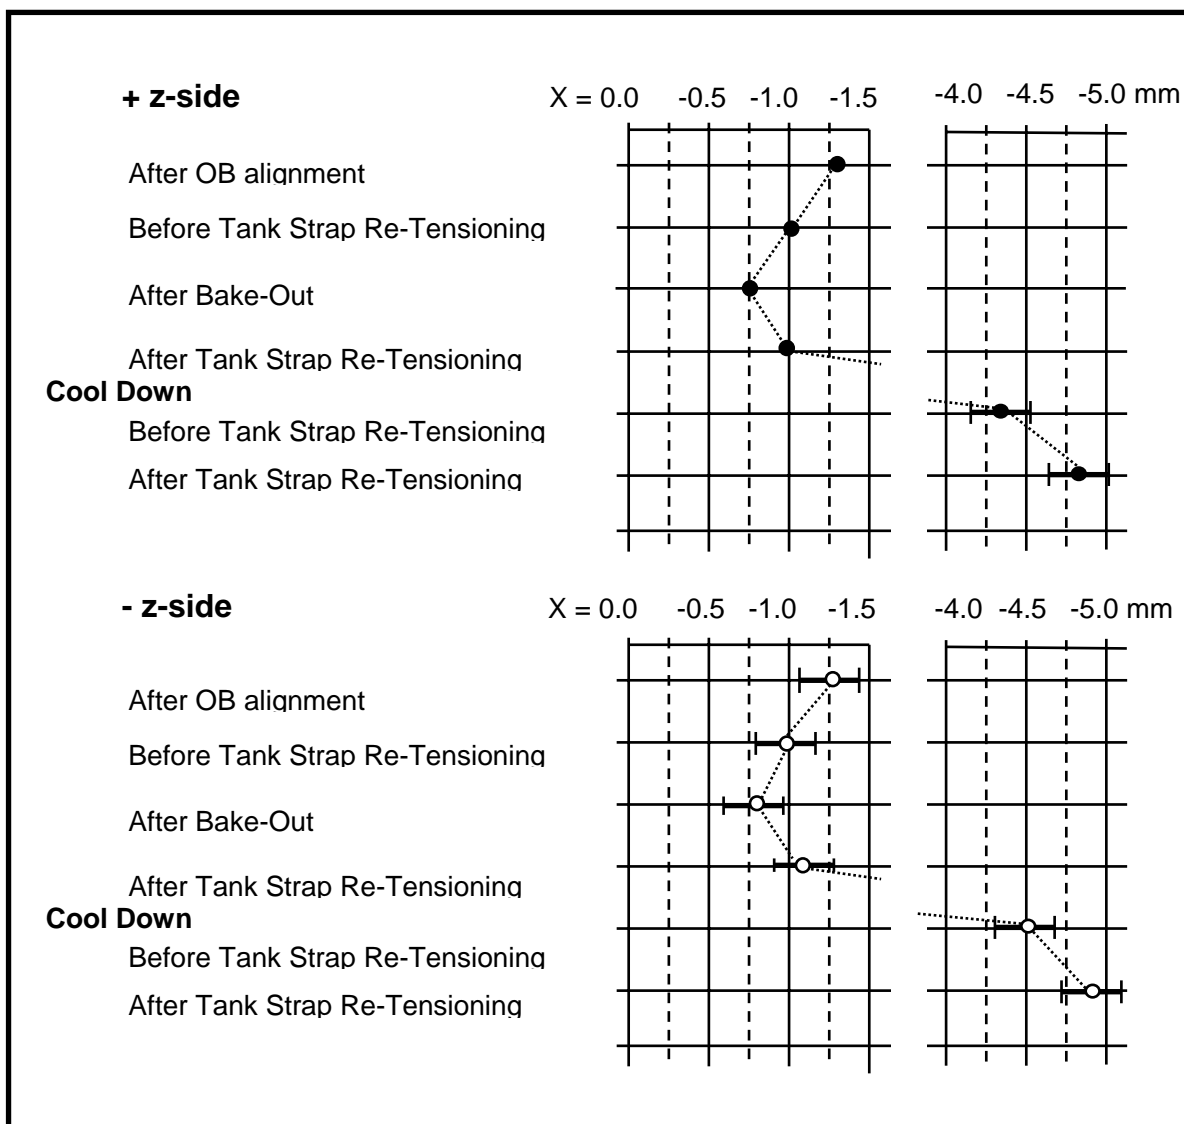 + z-side X = 0.0 -0.5 -1.0 -1.5 -4.0 -4.5 -5.0 mm
After OB alignment
Before Tank Strap Re-Tensioning
After Bake-Out
After Tank Strap Re-Tensioning
Cool Down
Before Tank Strap Re-Tensioning
After Tank Strap Re-Tensioning
- z-side X = 0.0 -0.5 -1.0 -1.5 -4.0 -4.5 -5.0 mm
After OB alignment
Before Tank Strap Re-Tensioning
After Bake-Out
After Tank Strap Re-Tensioning
Cool Down
Before Tank Strap Re-Tensioning
After Tank Strap Re-Tensioning